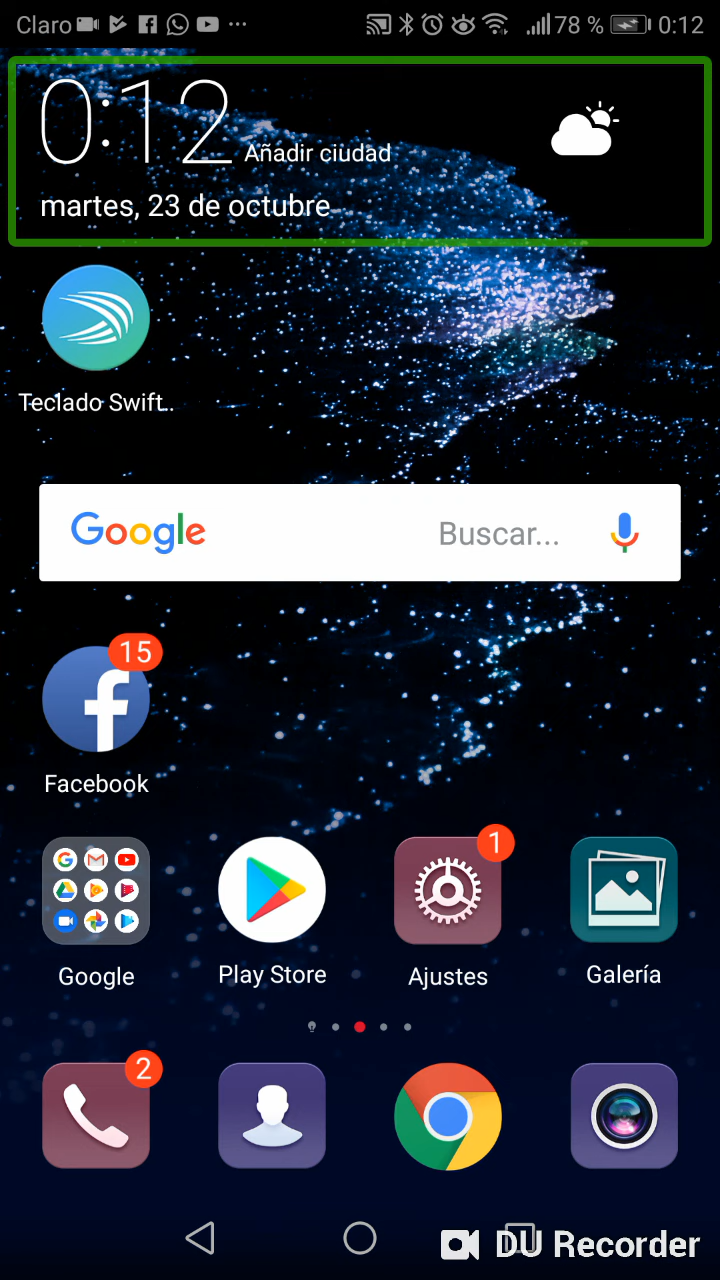 Claro 78 % 0:12
0:12 Añadir ciudad
martes, 23 de octubre
Teclado Swift..
Google Buscar...
15
Facebook
1
Google Play Store Ajustes Galería
2
DU Recorder